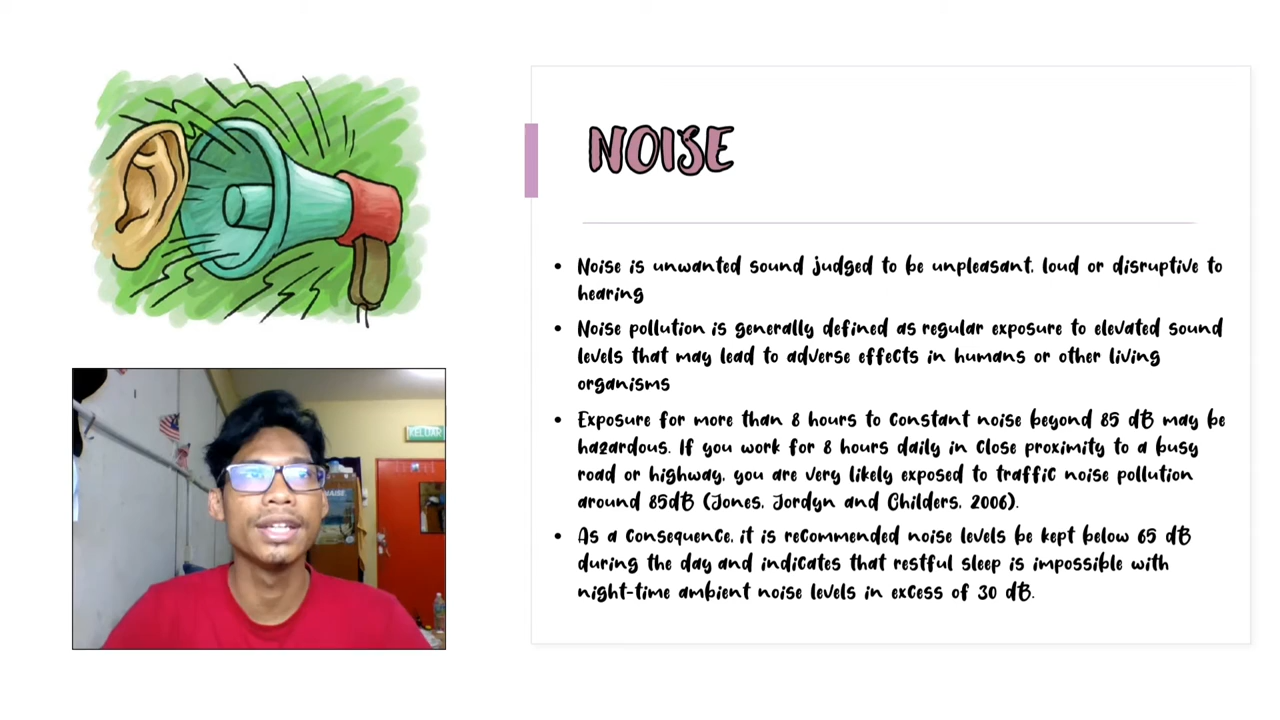 NOISE
• Noise is unwanted sound judged to be unpleasant, loud or disruptive to
hearing
• Noise pollution is generally defined as regular exposure to elevated sound
levels that may lead to adverse effects in humans or other living
organisms
• Exposure for more than 8 hours to constant noise beyond 85 dB may be
hazardous. If you work for 8 hours daily in close proximity to a busy
road or highway, you are very likely exposed to traffic noise pollution
around 85dB (Jones, Jordyn and Childers, 2006).
• As a consequence, it is recommended noise levels be kept below 65 dB
during the day and indicates that restful sleep is impossible with
night-time ambient noise levels in excess of 30 dB.
KELUAR